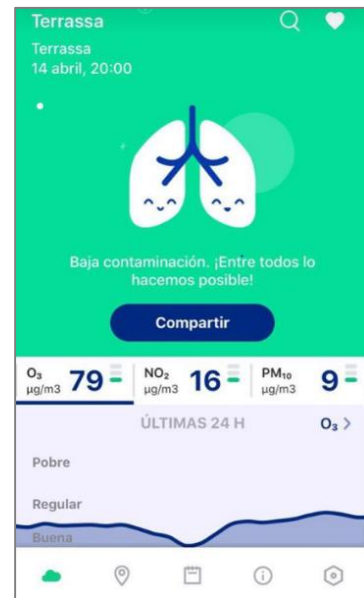 Terrassa
Terrassa
14 abril, 20:00
Baja contaminación. ¡Entre todos lo
hacemos posible!
Compartir
O₃ µg/m3 79
NO₂ µg/m3 16
PM₁₀ µg/m3 9
ÚLTIMAS 24 H O₃ >
Pobre
Regular
Buena